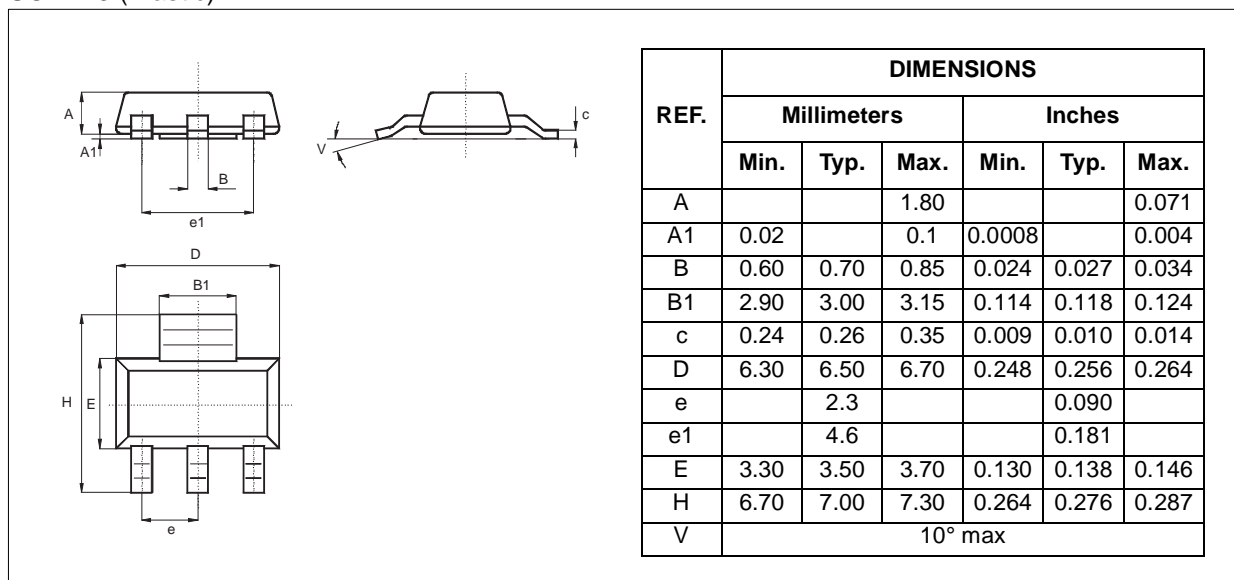 A
A1
B
e1
V
c
D
B1
H
E
e
REF. DIMENSIONS
Millimeters Inches
Min. Typ. Max. Min. Typ. Max.
A 1.80 0.071
A1 0.02 0.1 0.0008 0.004
B 0.60 0.70 0.85 0.024 0.027 0.034
B1 2.90 3.00 3.15 0.114 0.118 0.124
c 0.24 0.26 0.35 0.009 0.010 0.014
D 6.30 6.50 6.70 0.248 0.256 0.264
e 2.3 0.090
e1 4.6 0.181
E 3.30 3.50 3.70 0.130 0.138 0.146
H 6.70 7.00 7.30 0.264 0.276 0.287
V 10° max